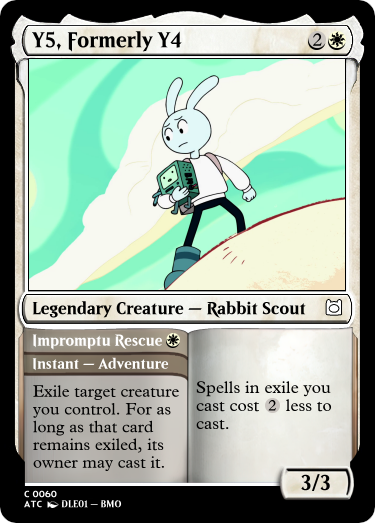 Y5, Formerly Y4 2
Legendary Creature — Rabbit Scout
Impromptu Rescue
Instant — Adventure
Exile target creature
you control. For as
long as that card
remains exiled, its
owner may cast it.
Spells in exile you
cast cost 2 less to
cast.
3/3
C 0060
ATC DLE01 — BMO